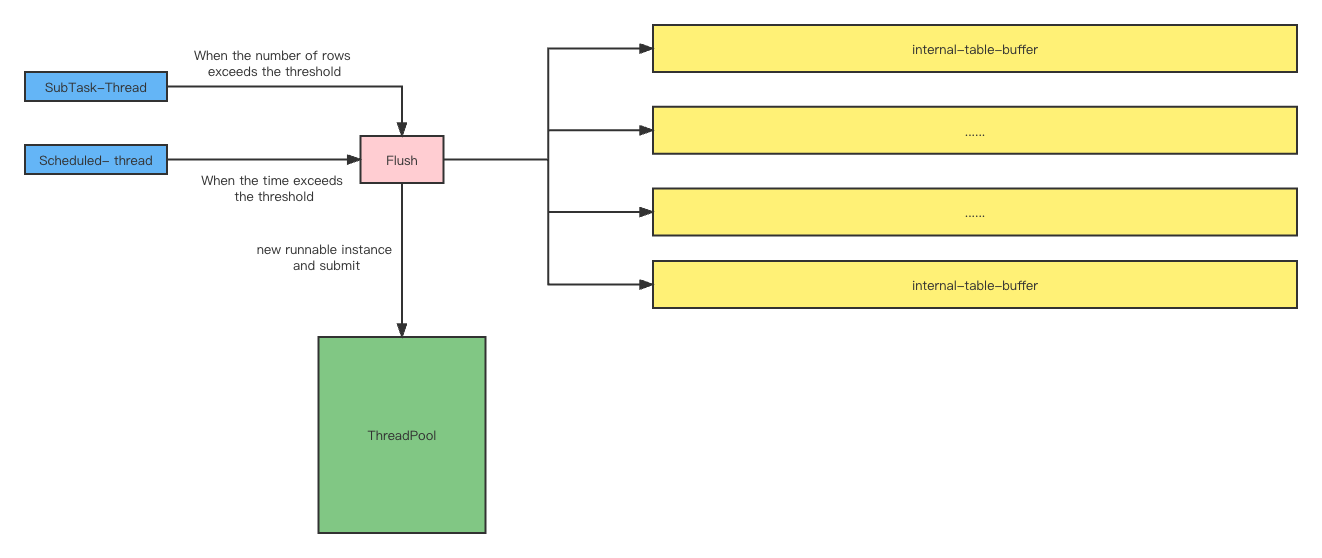 When the number of rows
exceeds the threshold
SubTask-Thread
Scheduled- thread
Flush
When the time exceeds
the threshold
new runnable instance
and submit
ThreadPool
internal-table-buffer
......
......
internal-table-buffer